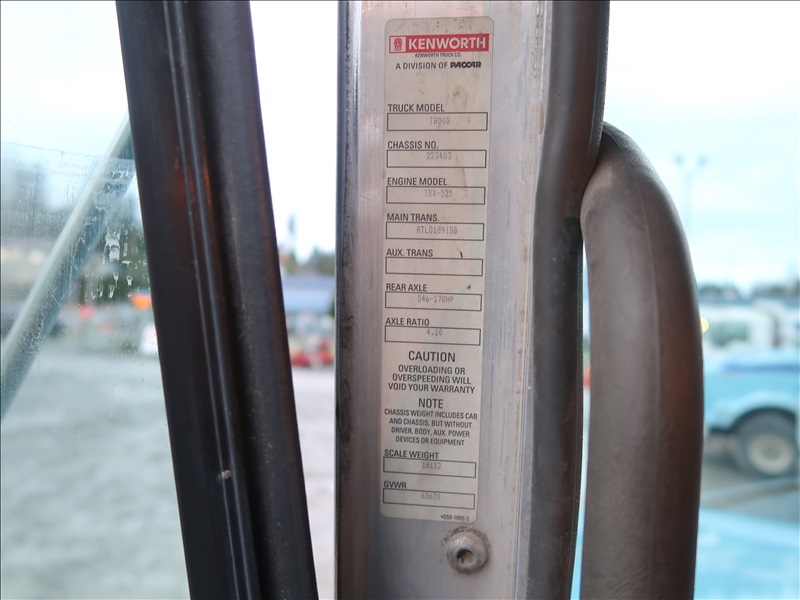 KENWORTH
KENWORTH TRUCK CO.
A DIVISION OF PACCAR
TRUCK MODEL
T800B
CHASSIS NO.
223403
ENGINE MODEL
ISX-525
MAIN TRANS.
RTLO18918B
AUX. TRANS
REAR AXLE
D46-170HP
AXLE RATIO
4.10
CAUTION
OVERLOADING OR
OVERSPEEDING WILL
VOID YOUR WARRANTY
NOTE
CHASSIS WEIGHT INCLUDES CAB
AND CHASSIS, BUT WITHOUT
DRIVER, BODY, AUX. POWER
DEVICES OR EQUIPMENT
SCALE WEIGHT
GVWR
65620